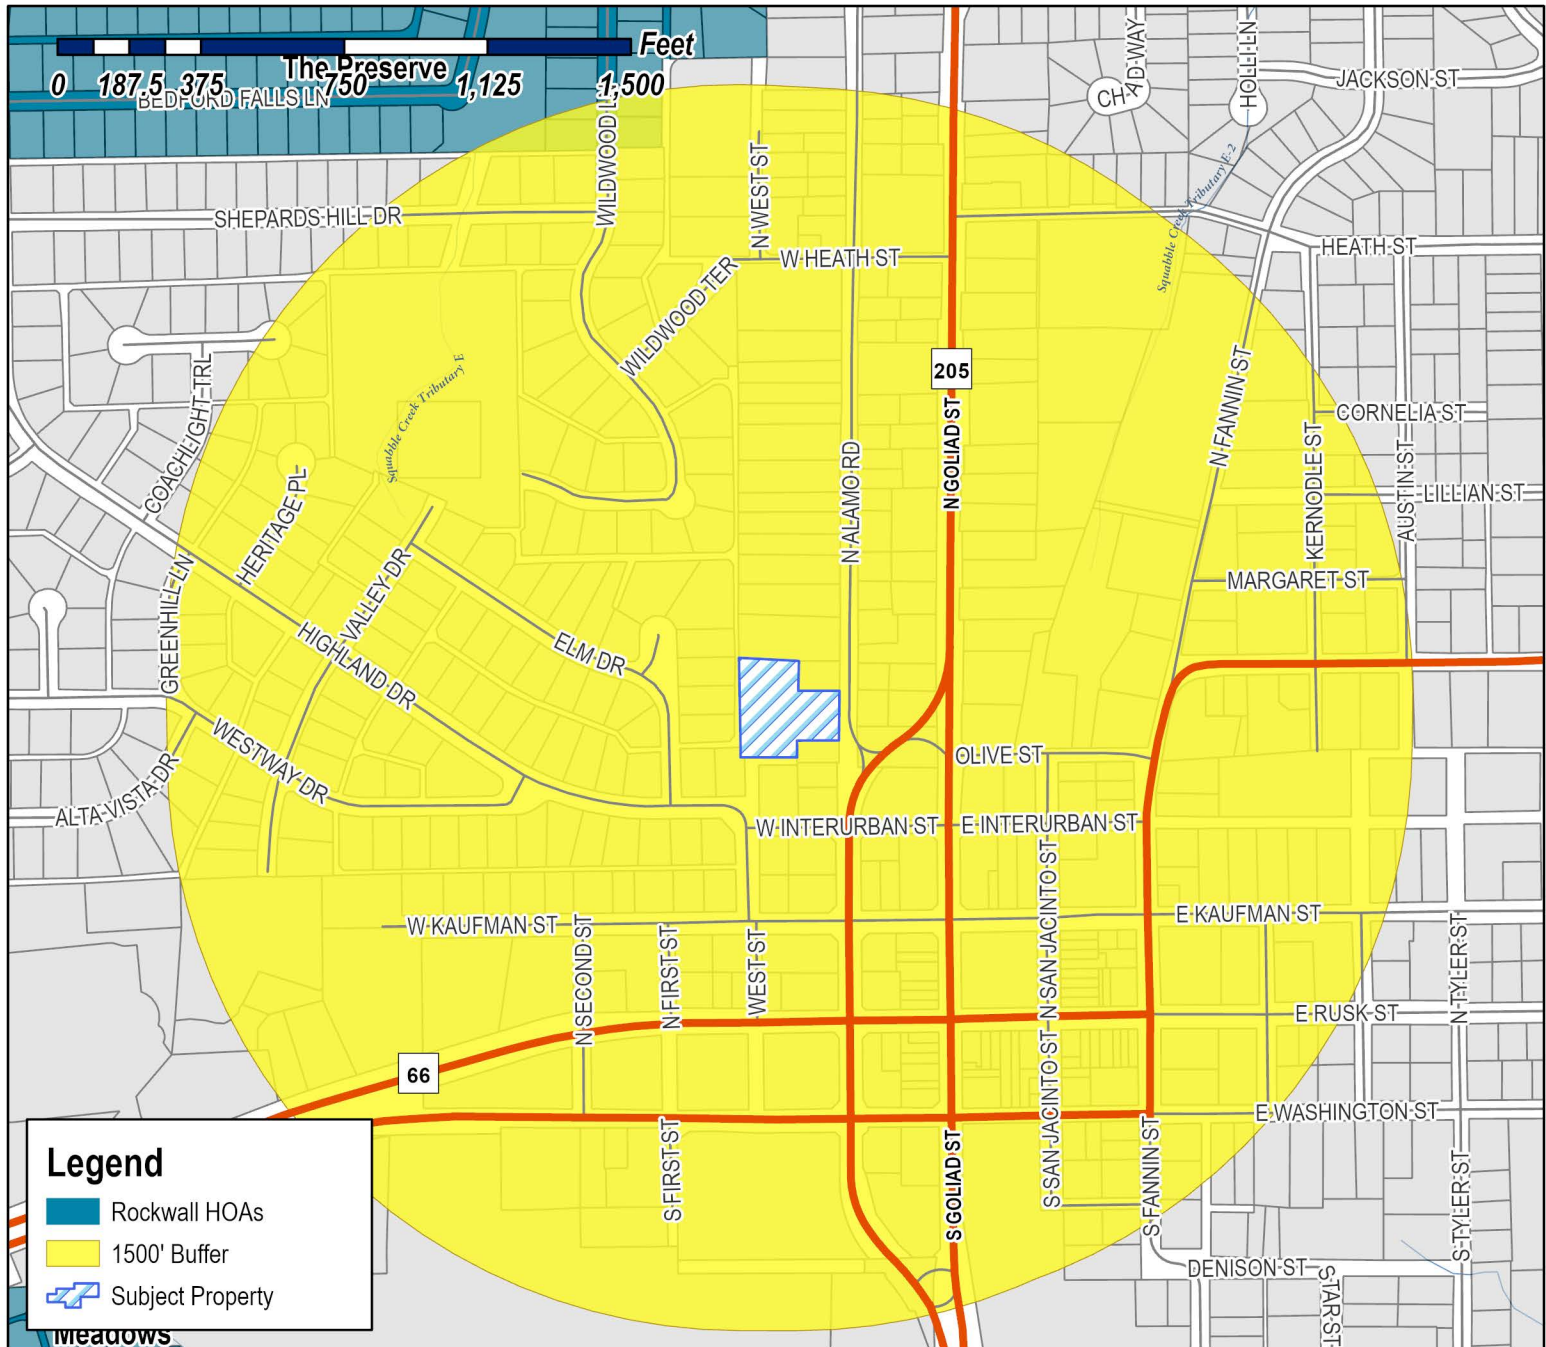 Feet
0 187.5 375 750 1,125 1,500
The Preserve
BEDFORD FALLS LN
CHAD WAY
HOLLI LN
JACKSON ST
WILDWOOD L
N WEST ST
Squabble Creek Tributary E-2
SHEPARDS HILL DR
W HEATH ST
HEATH ST
WILDWOOD TER
205
N FANNIN ST
COACHLIGHT TRL
Squabble Creek Tributary E
CORNELIA ST
N GOLIAD ST
N ALAMO RD
KERNODLE ST
AUSTIN ST
LILLIAN ST
HERITAGE PL
GREENHILL LN
VALLEY DR
MARGARET ST
HIGHLAND DR
ELM DR
WESTWAY DR
OLIVE ST
ALTA VISTA DR
W INTERURBAN ST
E INTERURBAN ST
W KAUFMAN ST
E KAUFMAN ST
N SECOND ST
N FIRST ST
WEST ST
N SAN JACINTO ST
N SAN JACINTO ST
N TYLER ST
E RUSK ST
66
S SAN JACINTO ST
S SAN JACINTO ST
E WASHINGTON ST
S FIRST ST
S GOLIAD ST
S FANNIN ST
S TYLER ST
DENISON ST
S STAR ST
Legend
Rockwall HOAs
1500' Buffer
Subject Property
Meadows